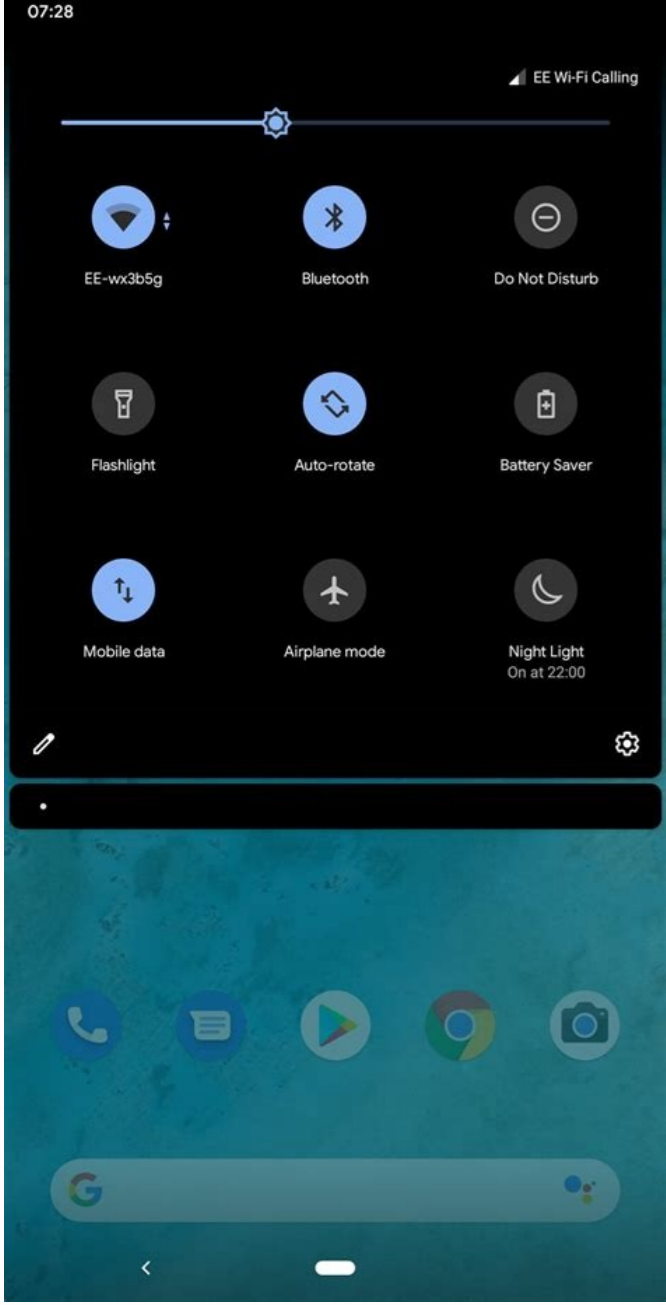 07:28
EE Wi-Fi Calling
EE-wx3b5g
Bluetooth
Do Not Disturb
Flashlight
Auto-rotate
Battery Saver
Mobile data
Airplane mode
Night Light
On at 22:00